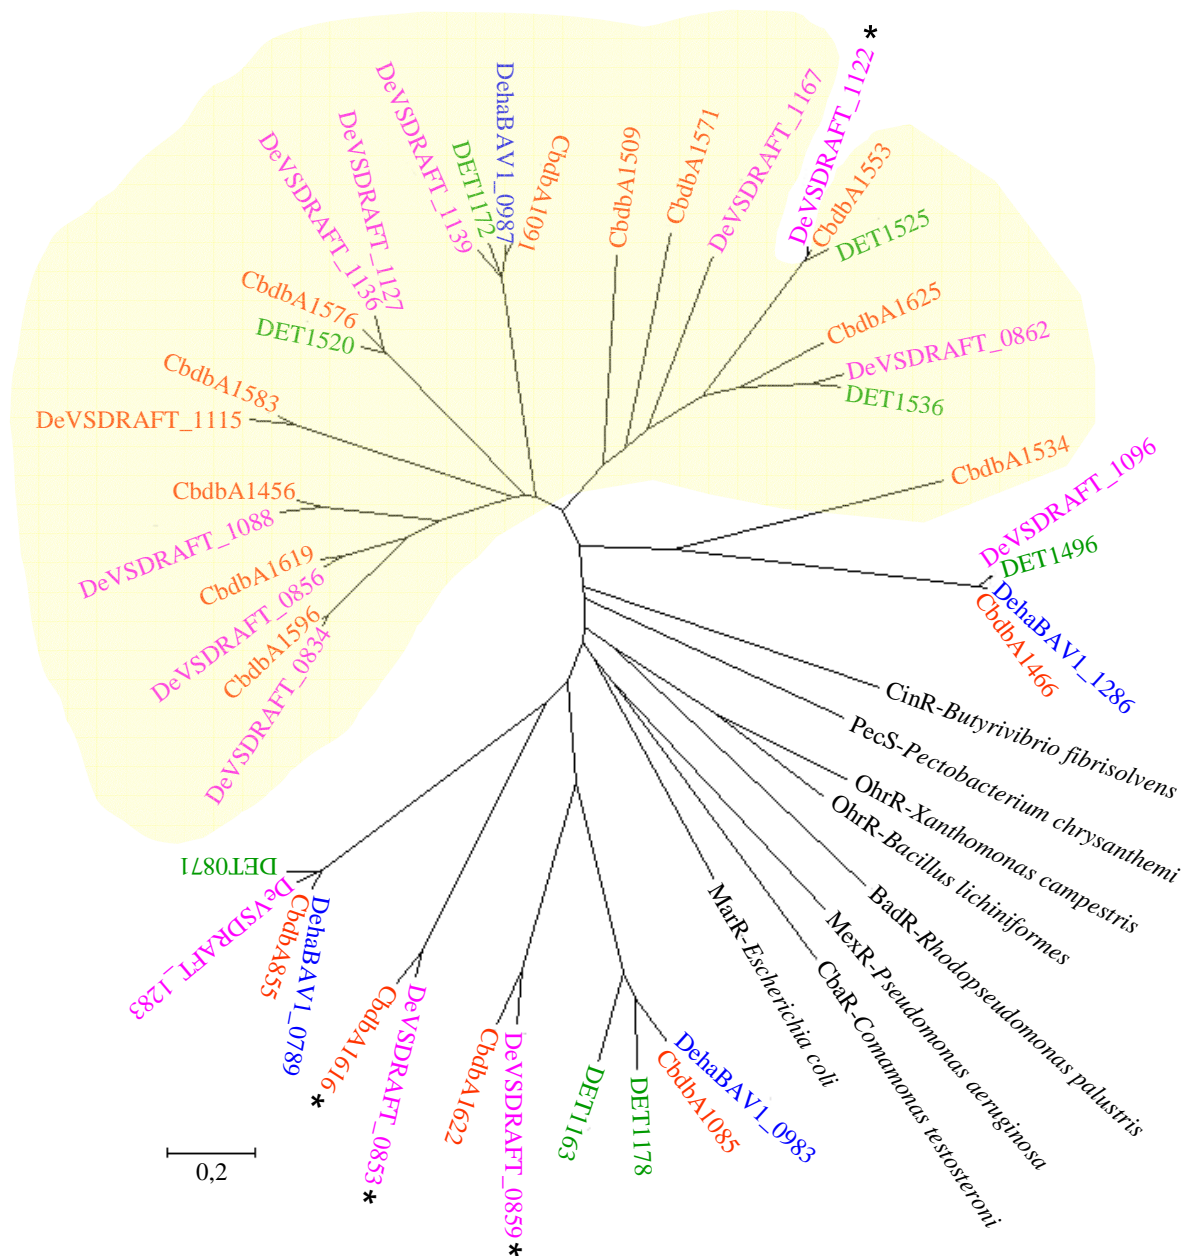 *
DeVSDRAFT_1139
DET1172
DehaBAV1_0987
CbdbA1091
CbdbA1509
CbdbA1571
DeVSDRAFT_1167
DeVSDRAFT_1122
CbdbA1553
DET1525
DeVSDRAFT_1127
DeVSDRAFT_1136
CbdbA1576
DET1520
CbdbA1625
DeVSDRAFT_0862
DET1536
CbdbA1583
DeVSDRAFT_1115
CbdbA1534
CbdbA1456
DeVSDRAFT_1088
DeVSDRAFT_1096
DET1496
DehaBAV1_1286
CbdbA1466
CbdbA1619
DeVSDRAFT_0856
CbdbA1596
DeVSDRAFT_0834
CinR-Butyrivibrio fibrisolvens
PecS-Pectobacterium chrysanthemi
OhrR-Xanthomonas campestris
OhrR-Bacillus lichiniformes
BadR-Rhodopseudomonas palustris
MexR-Pseudomonas aeruginosa
CbaR-Comamonas testosteroni
MarR-Escherichia coli
DET0871
DeVSDRAFT_1283
CbdbA855
DehaBAV1_0789
CbdbA1616
*
DeVSDRAFT_0853
*
CbdbA1622
DeVSDRAFT_0859
*
DET1163
DET1178
CbdbA1085
DehaBAV1_0983
0,2